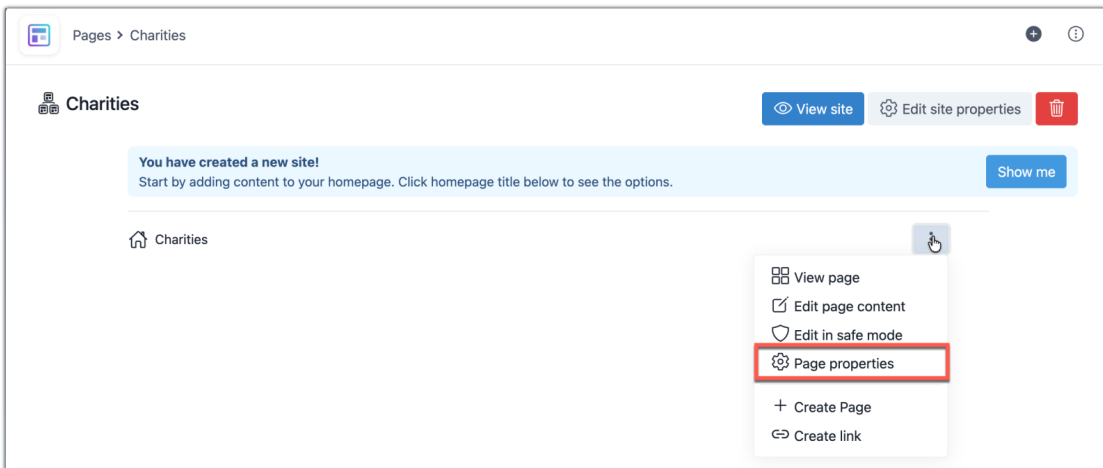 Pages > Charities
Charities
View site
Edit site properties
You have created a new site!
Start by adding content to your homepage. Click homepage title below to see the options.
Show me
Charities
View page
Edit page content
Edit in safe mode
Page properties
Create Page
Create link